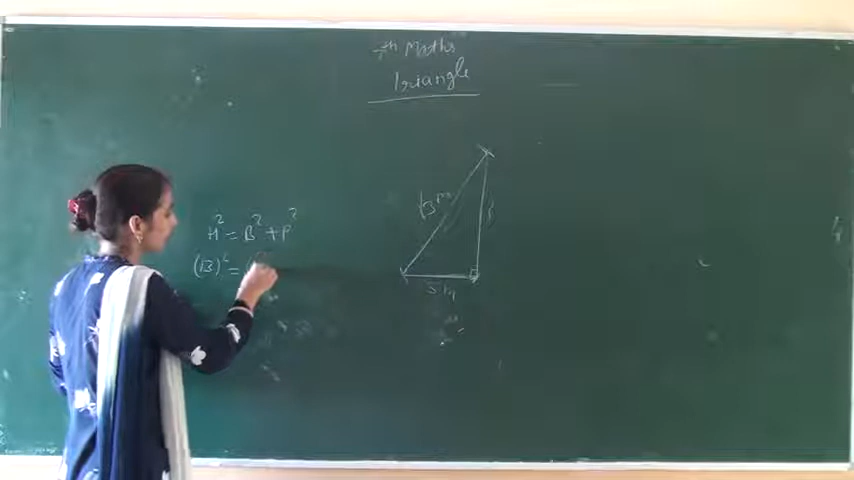 7th Maths
Triangle
H² = B² + P²
(13)² = (
13 m
5 m